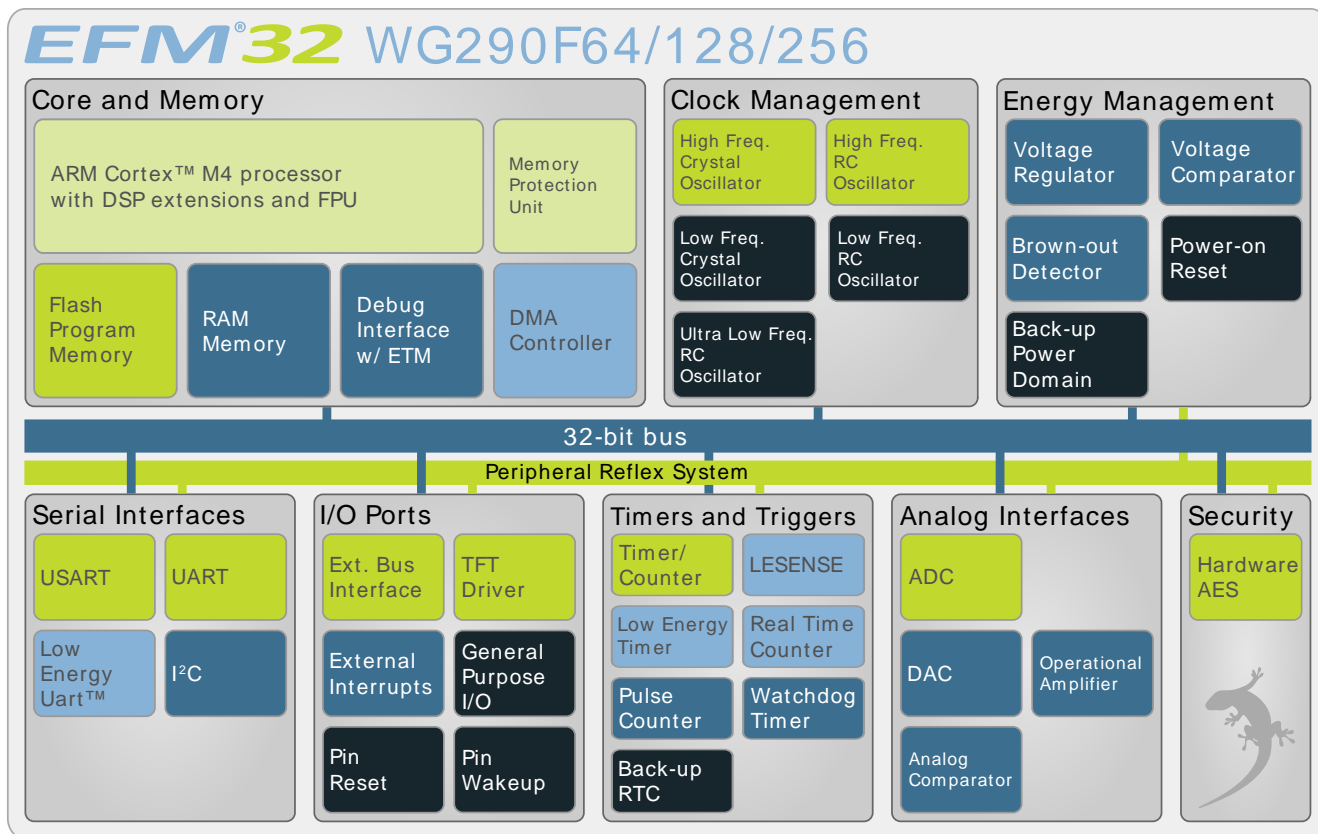 EFM®32 WG290F64/128/256
Core and Memory
ARM Cortex™ M4 processor
with DSP extensions and FPU
Memory
Protection
Unit
Flash
Program
Memory
RAM
Memory
Debug
Interface
w/ ETM
DMA
Controller
Clock Management
High Freq.
Crystal
Oscillator
High Freq.
RC
Oscillator
Low Freq.
Crystal
Oscillator
Low Freq.
RC
Oscillator
Ultra Low Freq.
RC
Oscillator
Energy Management
Voltage
Regulator
Voltage
Comparator
Brown-out
Detector
Power-on
Reset
Back-up
Power
Domain
32-bit bus
Peripheral Reflex System
Serial Interfaces
USART
UART
Low
Energy
Uart™
I²C
I/O Ports
Ext. Bus
Interface
TFT
Driver
External
Interrupts
General
Purpose
I/O
Pin
Reset
Pin
Wakeup
Timers and Triggers
Timer/
Counter
LESENSE
Low Energy
Timer
Real Time
Counter
Pulse
Counter
Watchdog
Timer
Back-up
RTC
Analog Interfaces
ADC
DAC
Operational
Amplifier
Analog
Comparator
Security
Hardware
AES